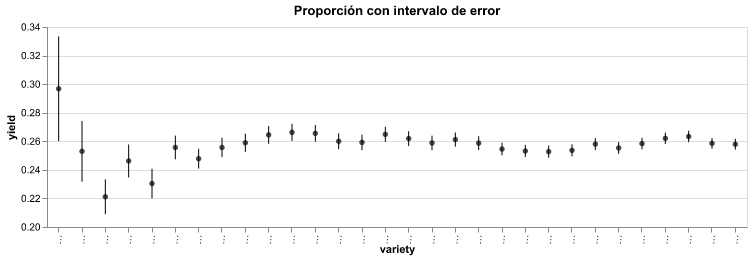 Proporción con intervalo de error
0.34
0.32
0.30
0.28
0.26
0.24
0.22
0.20
yield
… … … … … … … … … … … … … … … … … … … … … … … … … … … … … …
variety